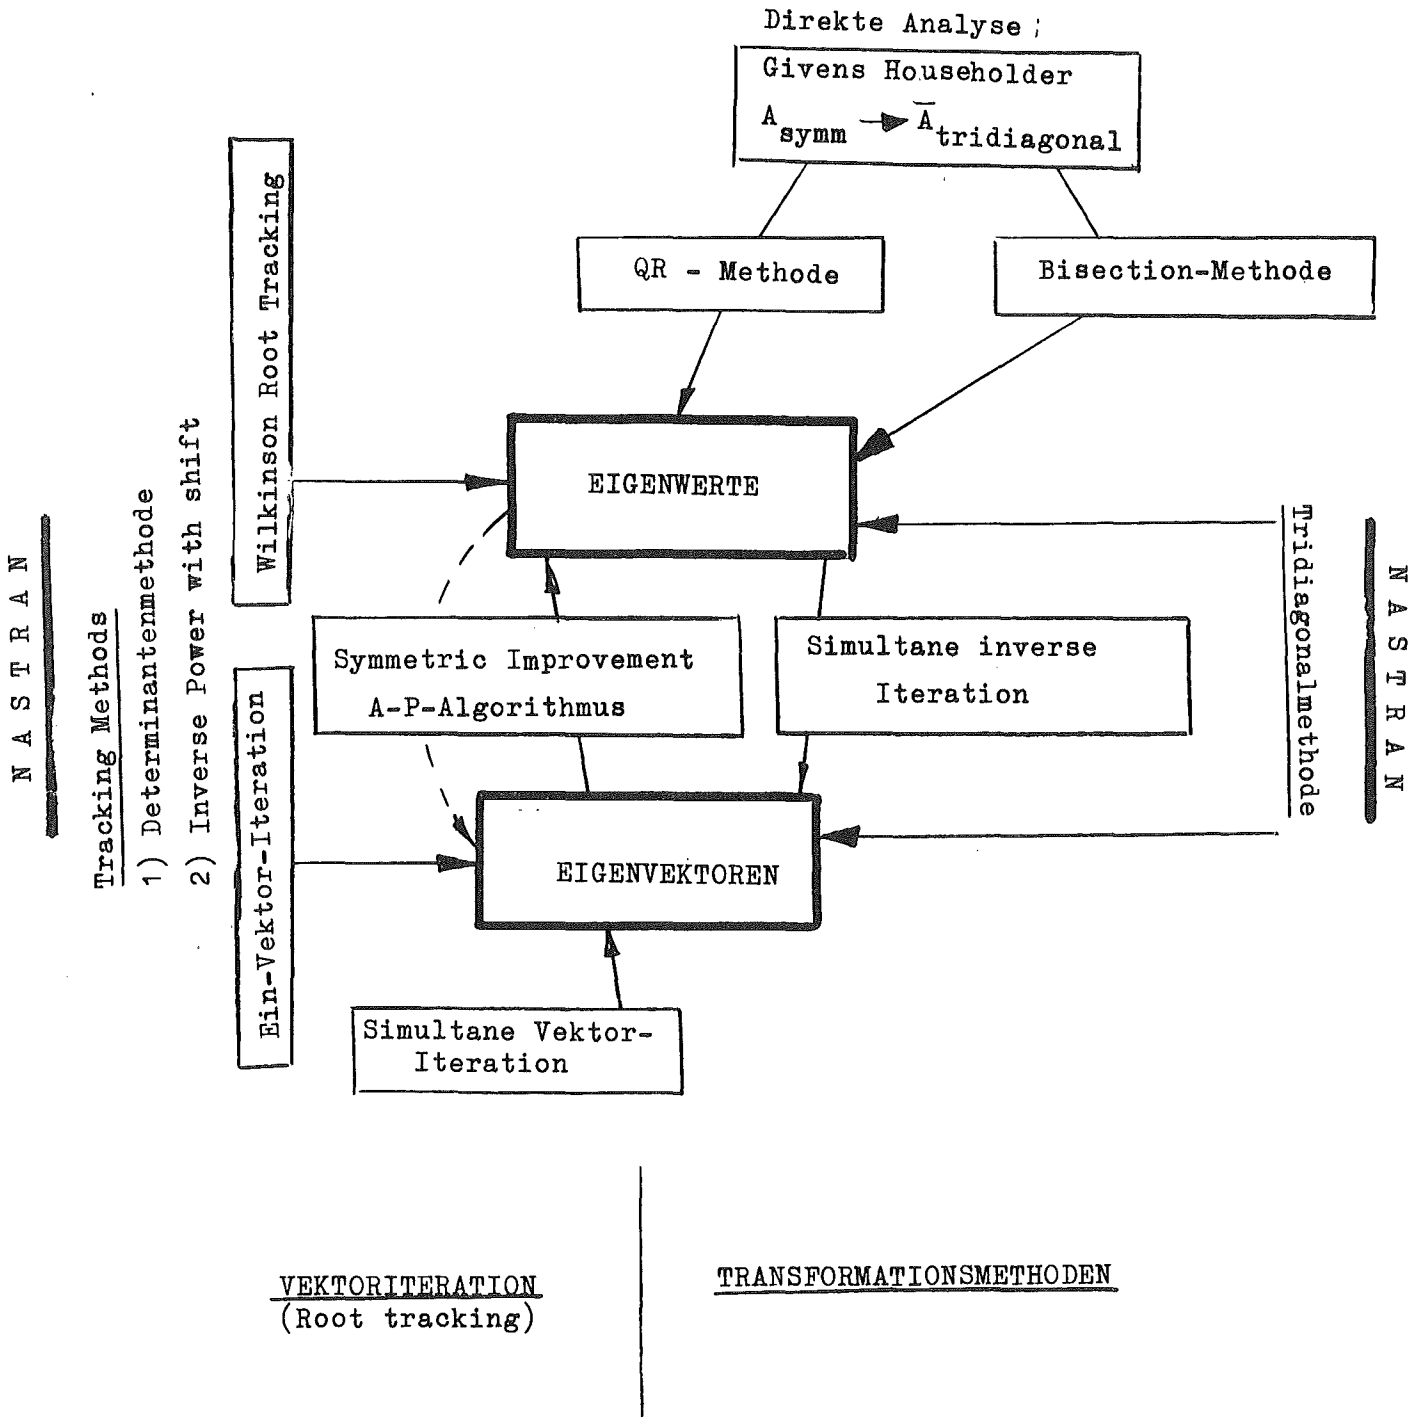 Direkte Analyse ;
Givens Householder
A symm → A̅ tridiagonal
QR - Methode
Bisection-Methode
Wilkinson Root Tracking
EIGENWERTE
N A S T R A N
Tracking Methods
1) Determinantenmethode
2) Inverse Power with shift
Ein-Vektor-Iteration
Symmetric Improvement
A-P-Algorithmus
Simultane inverse
Iteration
Tridiagonalmethode
N A S T R A N
EIGENVEKTOREN
Simultane Vektor-
Iteration
VEKTORITERATION
(Root tracking)
TRANSFORMATIONSMETHODEN